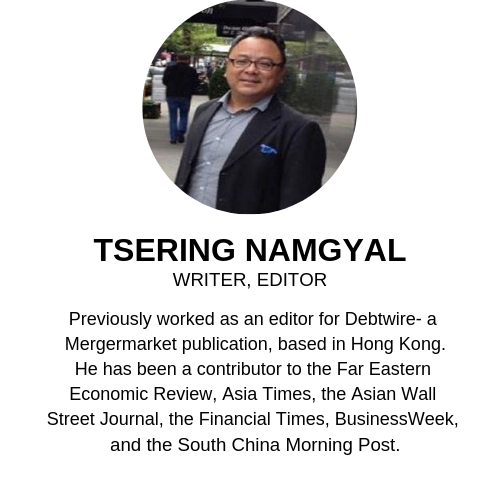 TSERING NAMGYAL
WRITER, EDITOR
Previously worked as an editor for Debtwire- a
Mergermarket publication, based in Hong Kong.
He has been a contributor to the Far Eastern
Economic Review, Asia Times, the Asian Wall
Street Journal, the Financial Times, BusinessWeek,
and the South China Morning Post.